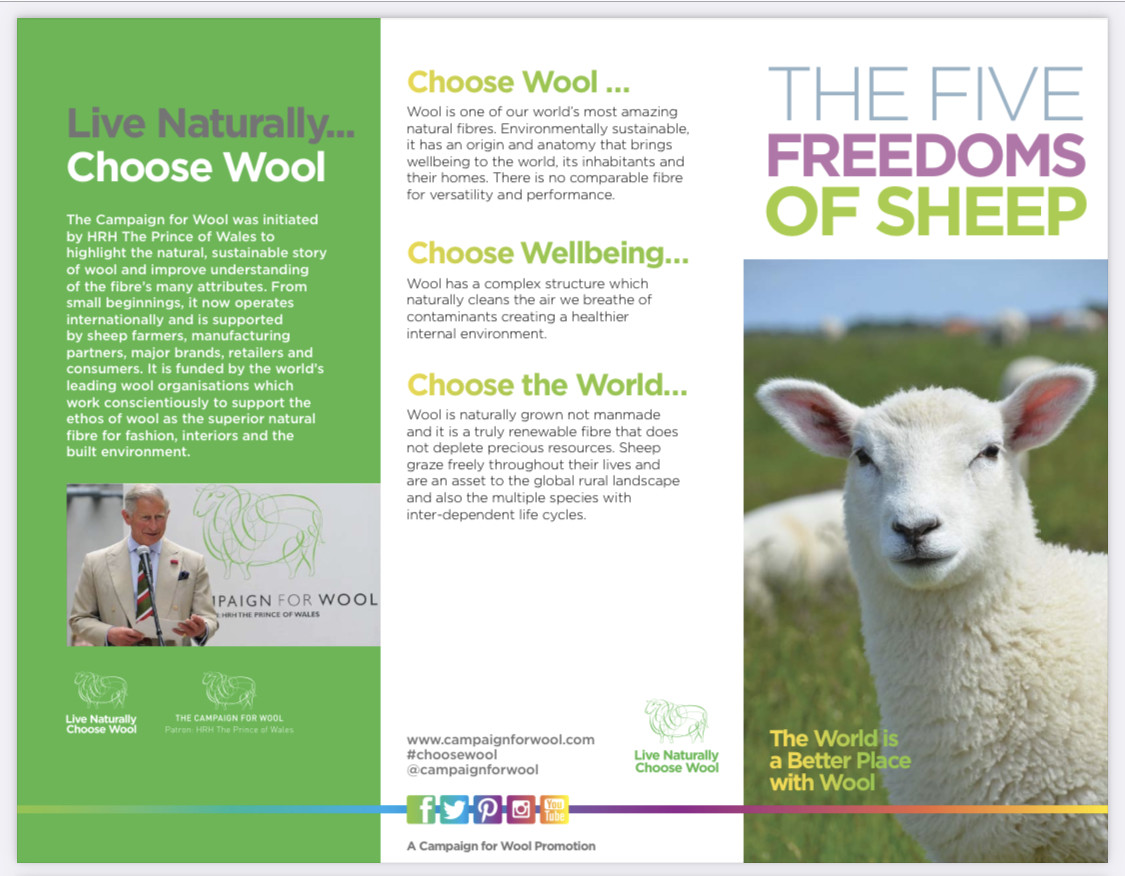 Live Naturally...
Choose Wool
The Campaign for Wool was initiated
by HRH The Prince of Wales to
highlight the natural, sustainable story
of wool and improve understanding
of the fibre's many attributes. From
small beginnings, it now operates
internationally and is supported
by sheep farmers, manufacturing
partners, major brands, retailers and
consumers. It is funded by the world's
leading wool organisations which
work conscientiously to support the
ethos of wool as the superior natural
fibre for fashion, interiors and the
built environment.
MPAIGN FOR WOOL
HRH THE PRINCE OF WALES
Live Naturally
Choose Wool
THE CAMPAIGN FOR WOOL
Patron: HRH The Prince of Wales
Choose Wool ...
Wool is one of our world's most amazing
natural fibres. Environmentally sustainable,
it has an origin and anatomy that brings
wellbeing to the world, its inhabitants and
their homes. There is no comparable fibre
for versatility and performance.
Choose Wellbeing...
Wool has a complex structure which
naturally cleans the air we breathe of
contaminants creating a healthier
internal environment.
Choose the World...
Wool is naturally grown not manmade
and it is a truly renewable fibre that does
not deplete precious resources. Sheep
graze freely throughout their lives and
are an asset to the global rural landscape
and also the multiple species with
inter-dependent life cycles.
www.campaignforwool.com
#choosewool
@campaignforwool
Live Naturally
Choose Wool
You
Tube
A Campaign for Wool Promotion
THE FIVE
FREEDOMS
OF SHEEP
The World is
a Better Place
with Wool